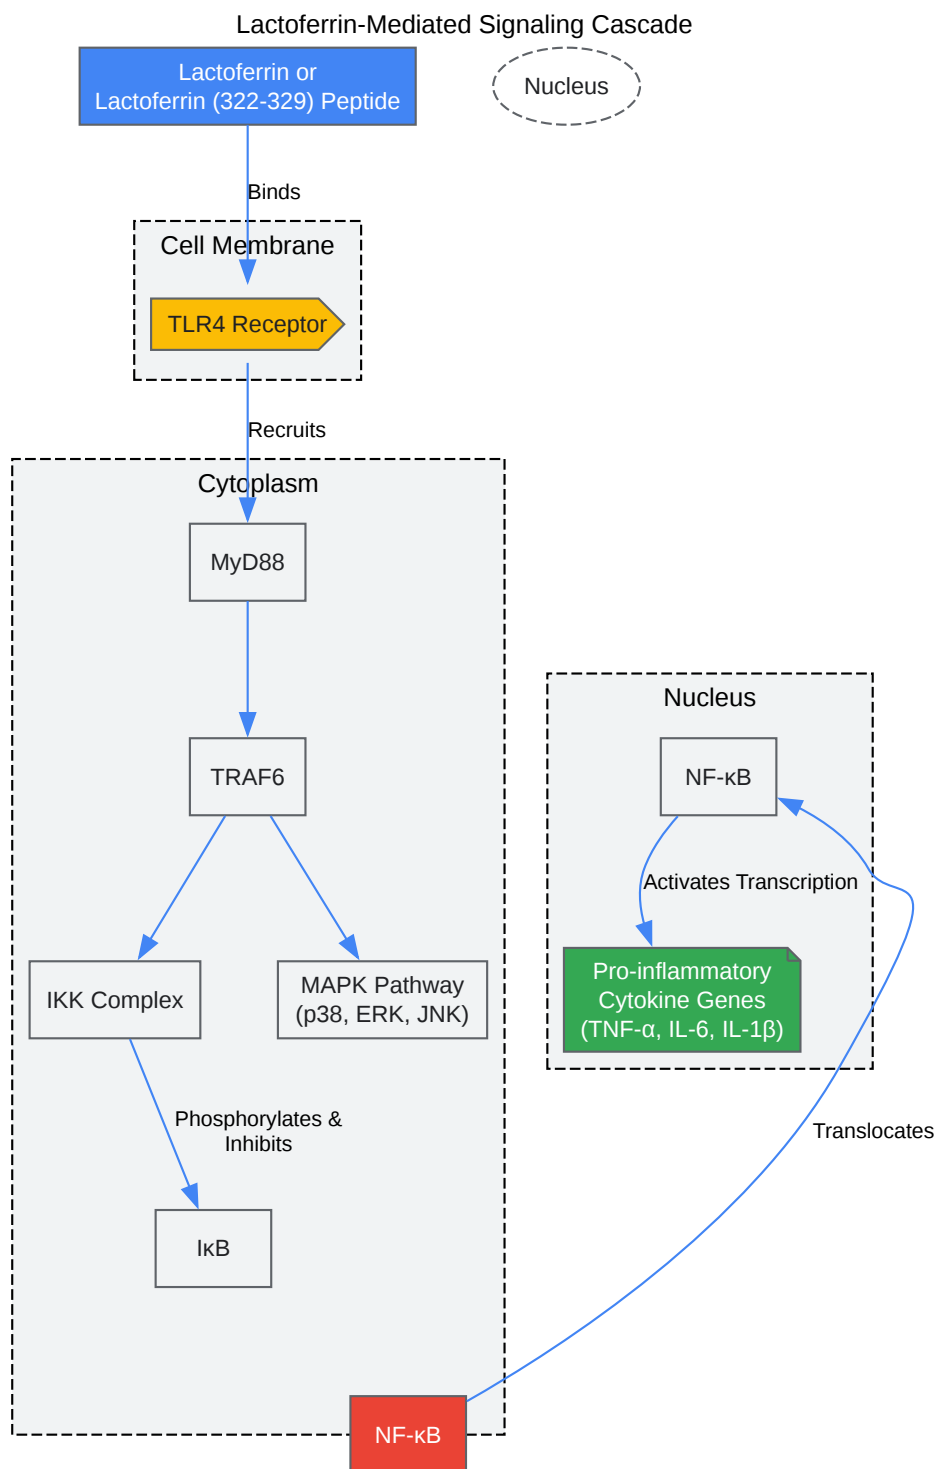 Lactoferrin-Mediated Signaling Cascade
Lactoferrin or
Lactoferrin (322-329) Peptide
Nucleus
Binds
Cell Membrane
TLR4 Receptor
Recruits
Cytoplasm
MyD88
TRAF6
IKK Complex
MAPK Pathway
(p38, ERK, JNK)
Phosphorylates &
Inhibits
IκB
NF-κB
Nucleus
NF-κB
Activates Transcription
Pro-inflammatory
Cytokine Genes
(TNF-α, IL-6, IL-1β)
Translocates